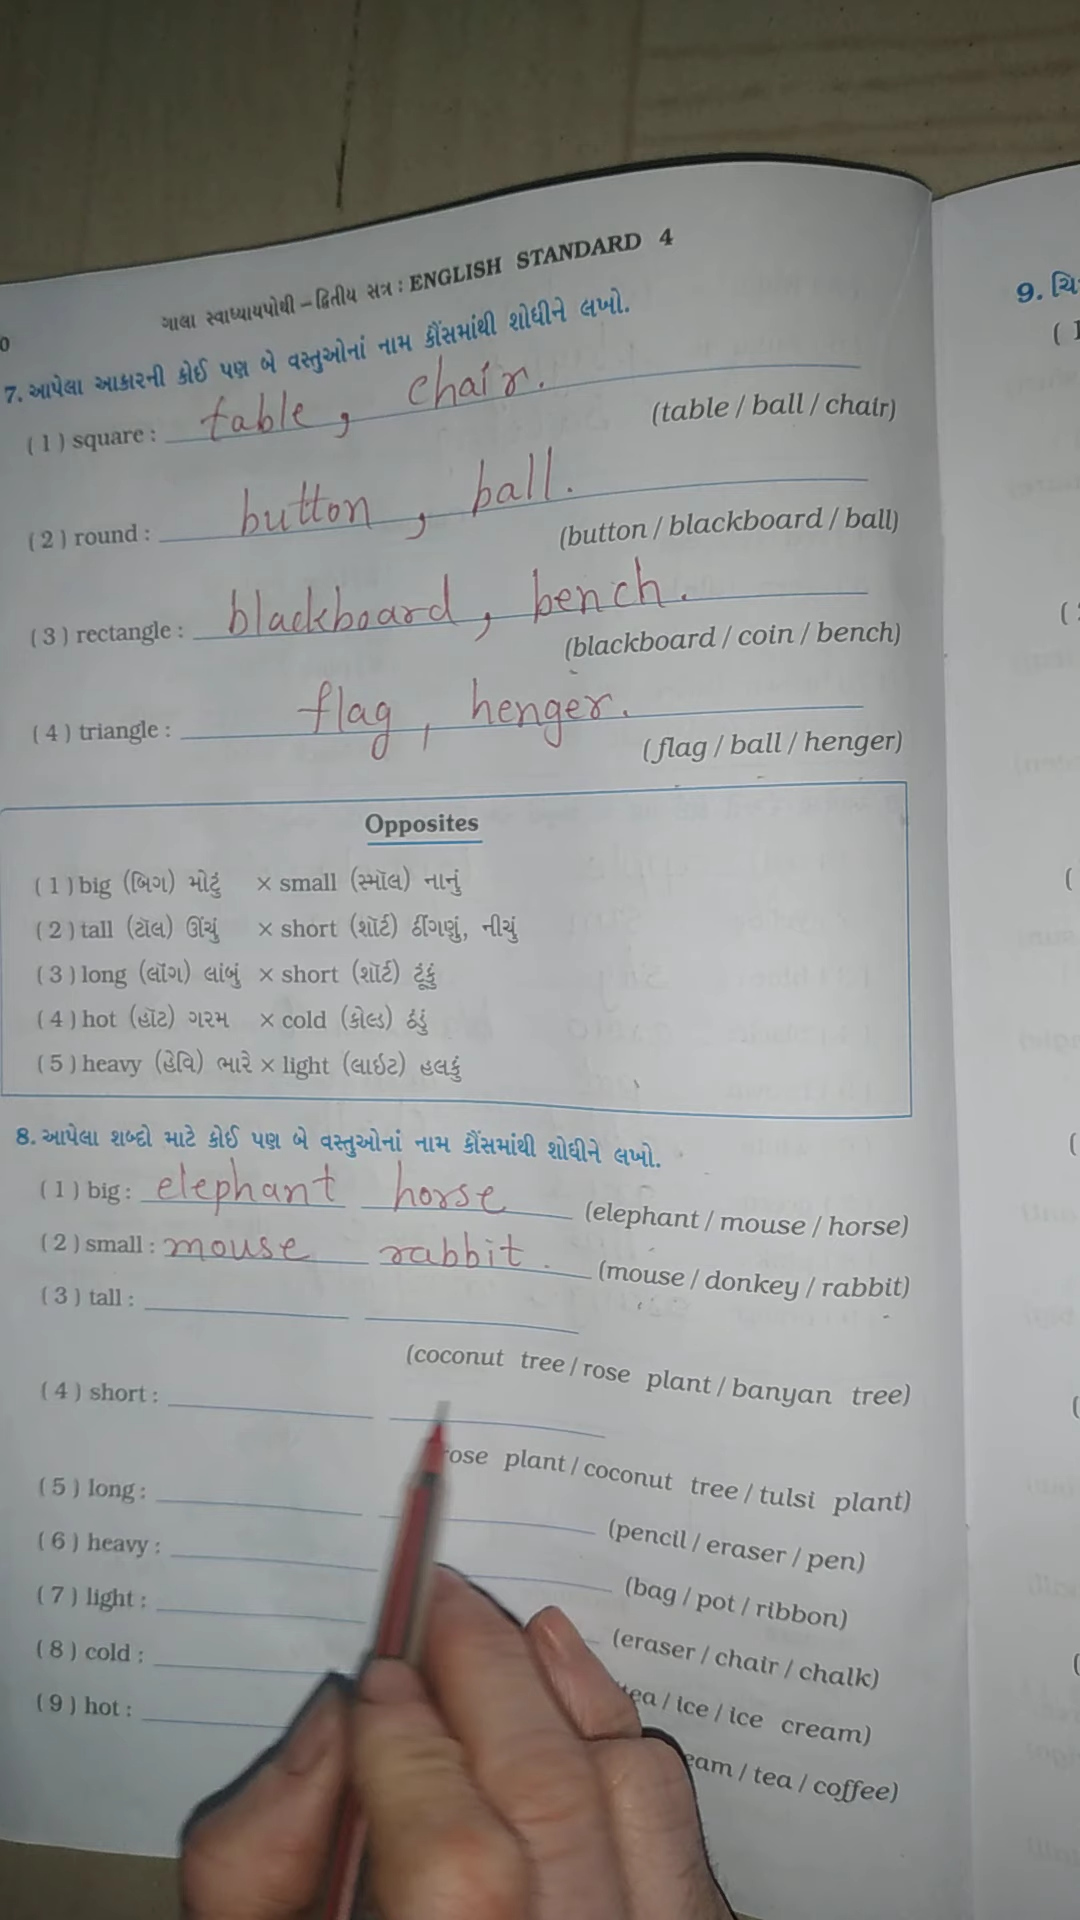 ગાલા સ્વાધ્યાયપોથી – દ્વિતીય સત્ર : ENGLISH STANDARD 4
7. આપેલા આકારની કોઈ પણ બે વસ્તુઓનાં નામ કૌંસમાંથી શોધીને લખો.
(1) square : table, chair.
(table / ball / chair)
(2) round : button, ball.
(button / blackboard / ball)
(3) rectangle : blackboard, bench.
(blackboard / coin / bench)
(4) triangle : flag, henger.
(flag / ball / henger)
Opposites
(1) big (બિગ) મોટું × small (સ્મૉલ) નાનું
(2) tall (ટૉલ) ઊંચું × short (શૉર્ટ) ઠીંગણું, નીચું
(3) long (લૉંગ) લાંબું × short (શૉર્ટ) ટૂંકું
(4) hot (હૉટ) ગરમ × cold (કોલ્ડ) ઠંડું
(5) heavy (હેવિ) ભારે × light (લાઇટ) હલકું
8. આપેલા શબ્દો માટે કોઈ પણ બે વસ્તુઓનાં નામ કૌંસમાંથી શોધીને લખો.
(1) big : elephant horse (elephant / mouse / horse)
(2) small : mouse rabbit. (mouse / donkey / rabbit)
(3) tall :
(coconut tree / rose plant / banyan tree)
(4) short :
rose plant / coconut tree / tulsi plant)
(5) long : (pencil / eraser / pen)
(6) heavy : (bag / pot / ribbon)
(7) light : (eraser / chair / chalk)
(8) cold : tea / ice / ice cream)
(9) hot : / tea / coffee)
9.